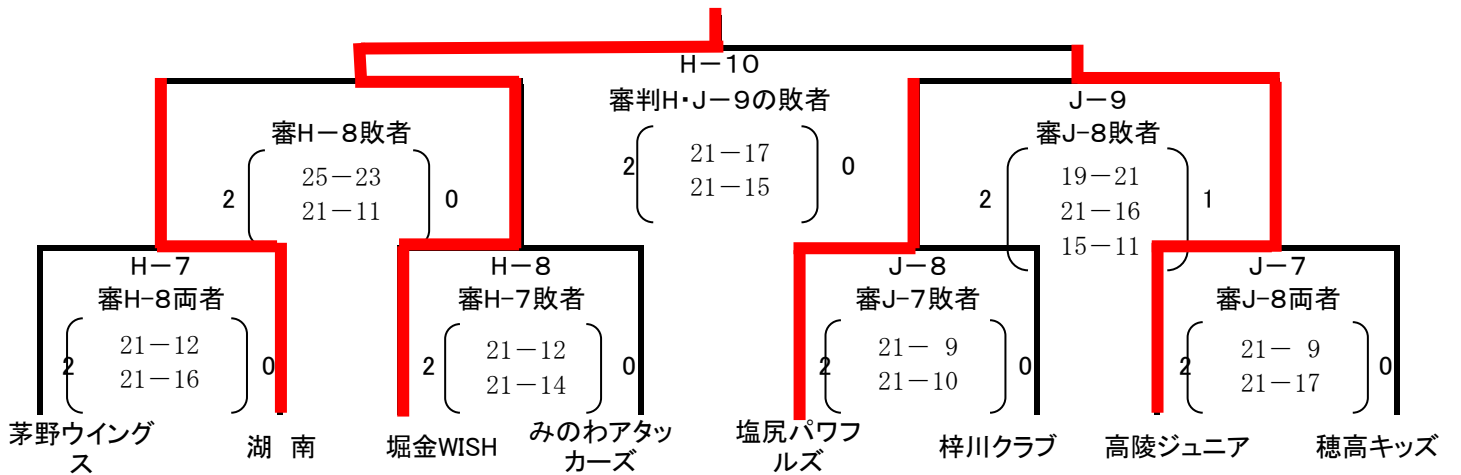 H-10
審判H・J-9の敗者
2 21-17 0
21-15
審H-8敗者
2 25-23 0
21-11
J-9
審J-8敗者
19-21
2 21-16 1
15-11
H-7
審H-8両者
2 21-12 0
21-16
H-8
審H-7敗者
2 21-12 0
21-14
J-8
審J-7敗者
2 21- 9 0
21-10
J-7
審J-8両者
2 21- 9 0
21-17
茅野ウイング
ス
湖 南
堀金WISH
みのわアタッ
カーズ
塩尻パワフ
ルズ
梓川クラブ
高陵ジュニア
穂高キッズ